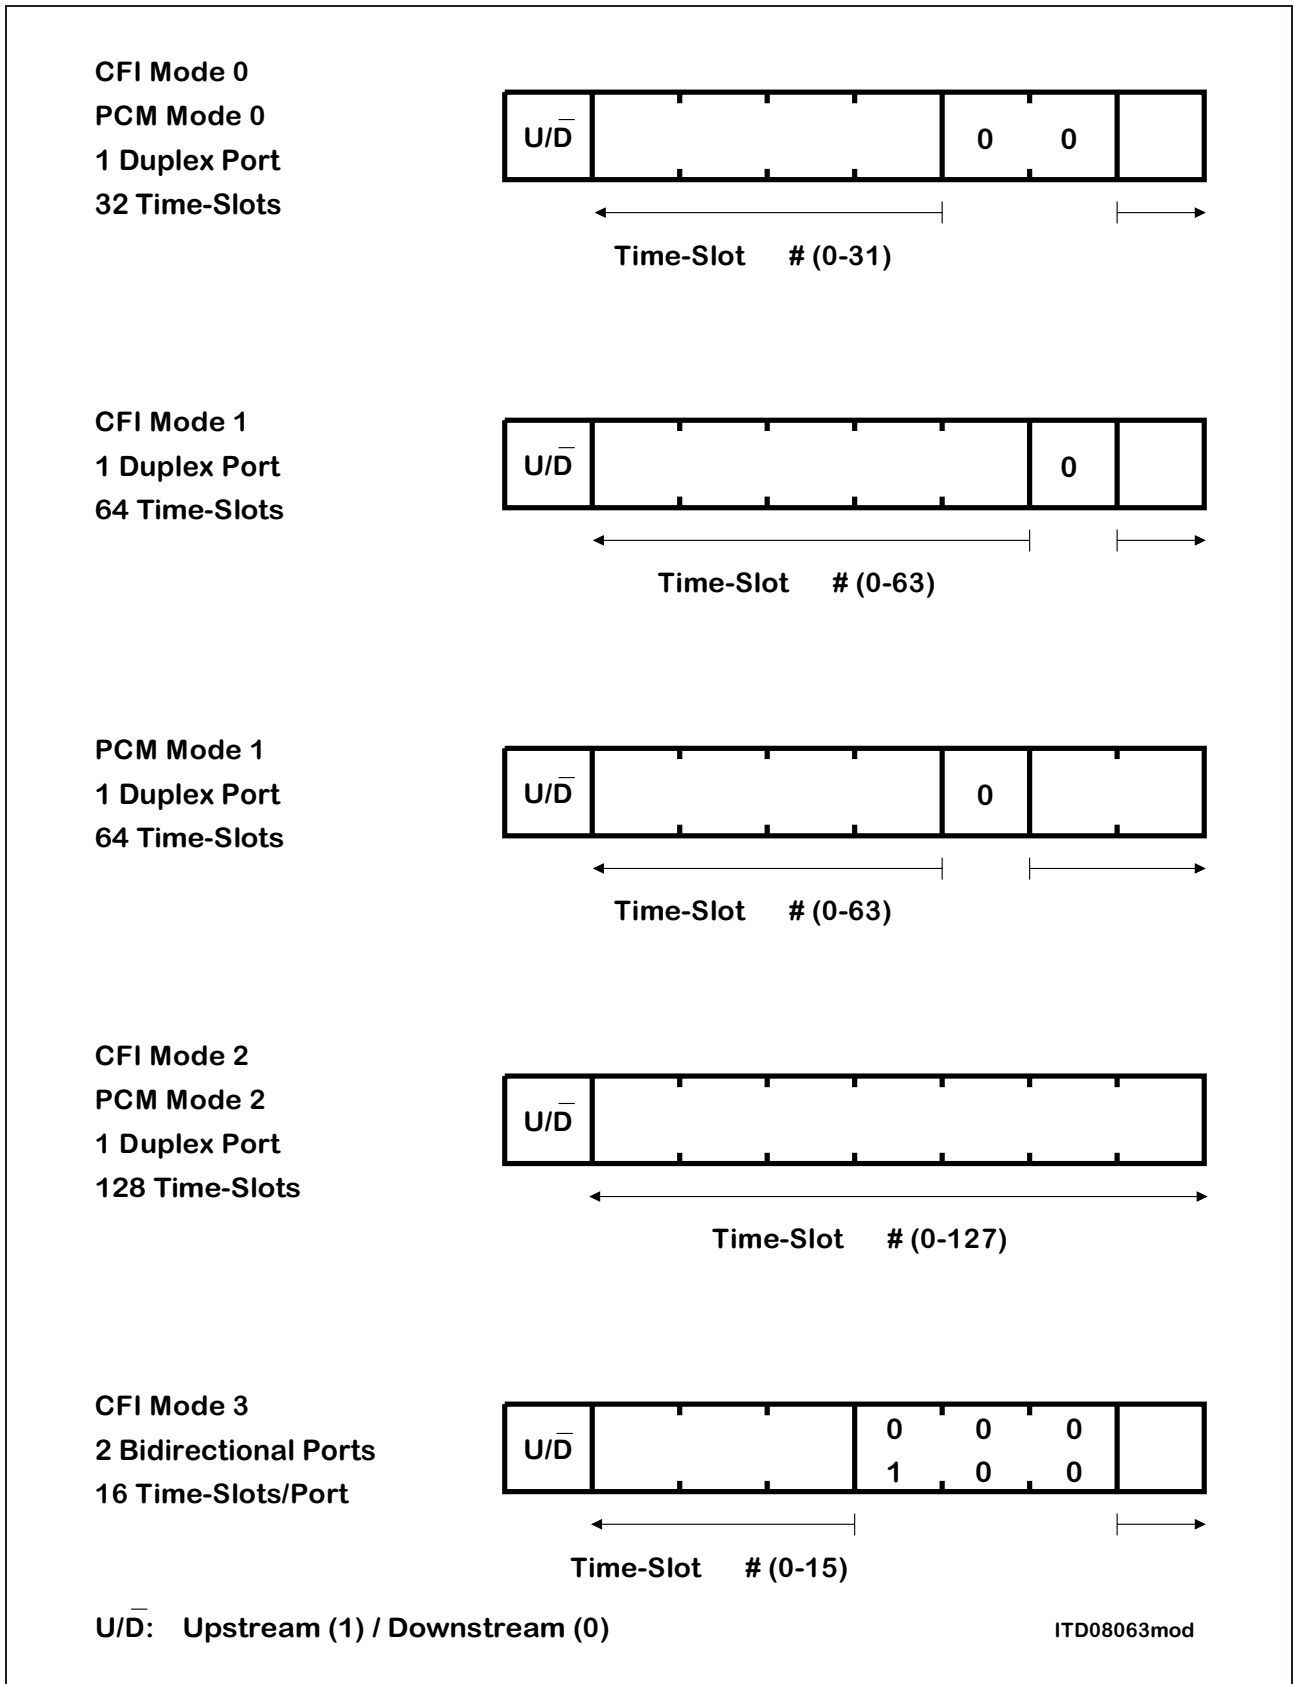 CFI Mode 0
PCM Mode 0
1 Duplex Port
32 Time-Slots
U/D̅ 0 0
Time-Slot # (0-31)
CFI Mode 1
1 Duplex Port
64 Time-Slots
U/D̅ 0
Time-Slot # (0-63)
PCM Mode 1
1 Duplex Port
64 Time-Slots
U/D̅ 0
Time-Slot # (0-63)
CFI Mode 2
PCM Mode 2
1 Duplex Port
128 Time-Slots
U/D̅
Time-Slot # (0-127)
CFI Mode 3
2 Bidirectional Ports
16 Time-Slots/Port
U/D̅
0 0 0
1 0 0
Time-Slot # (0-15)
U/D̅: Upstream (1) / Downstream (0)
ITD08063mod